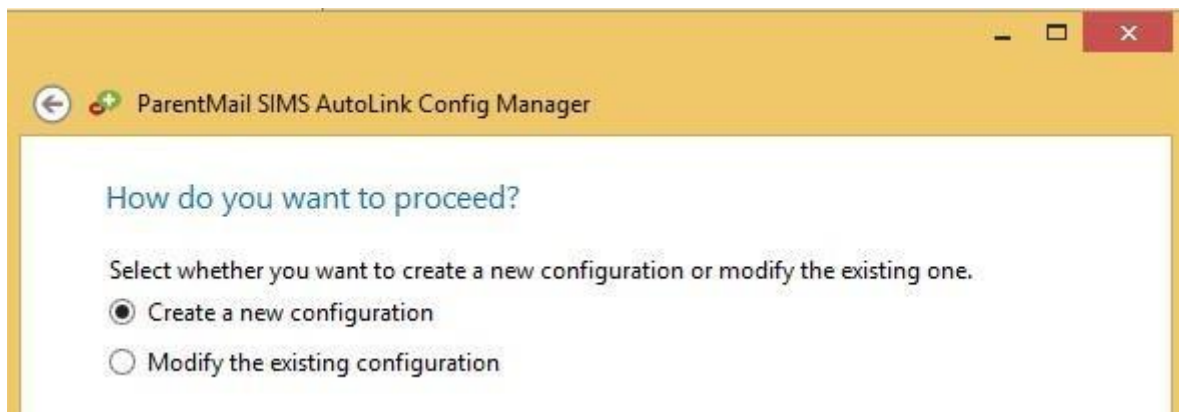 ParentMail SIMS AutoLink Config Manager
How do you want to proceed?
Select whether you want to create a new configuration or modify the existing one.
Create a new configuration
Modify the existing configuration